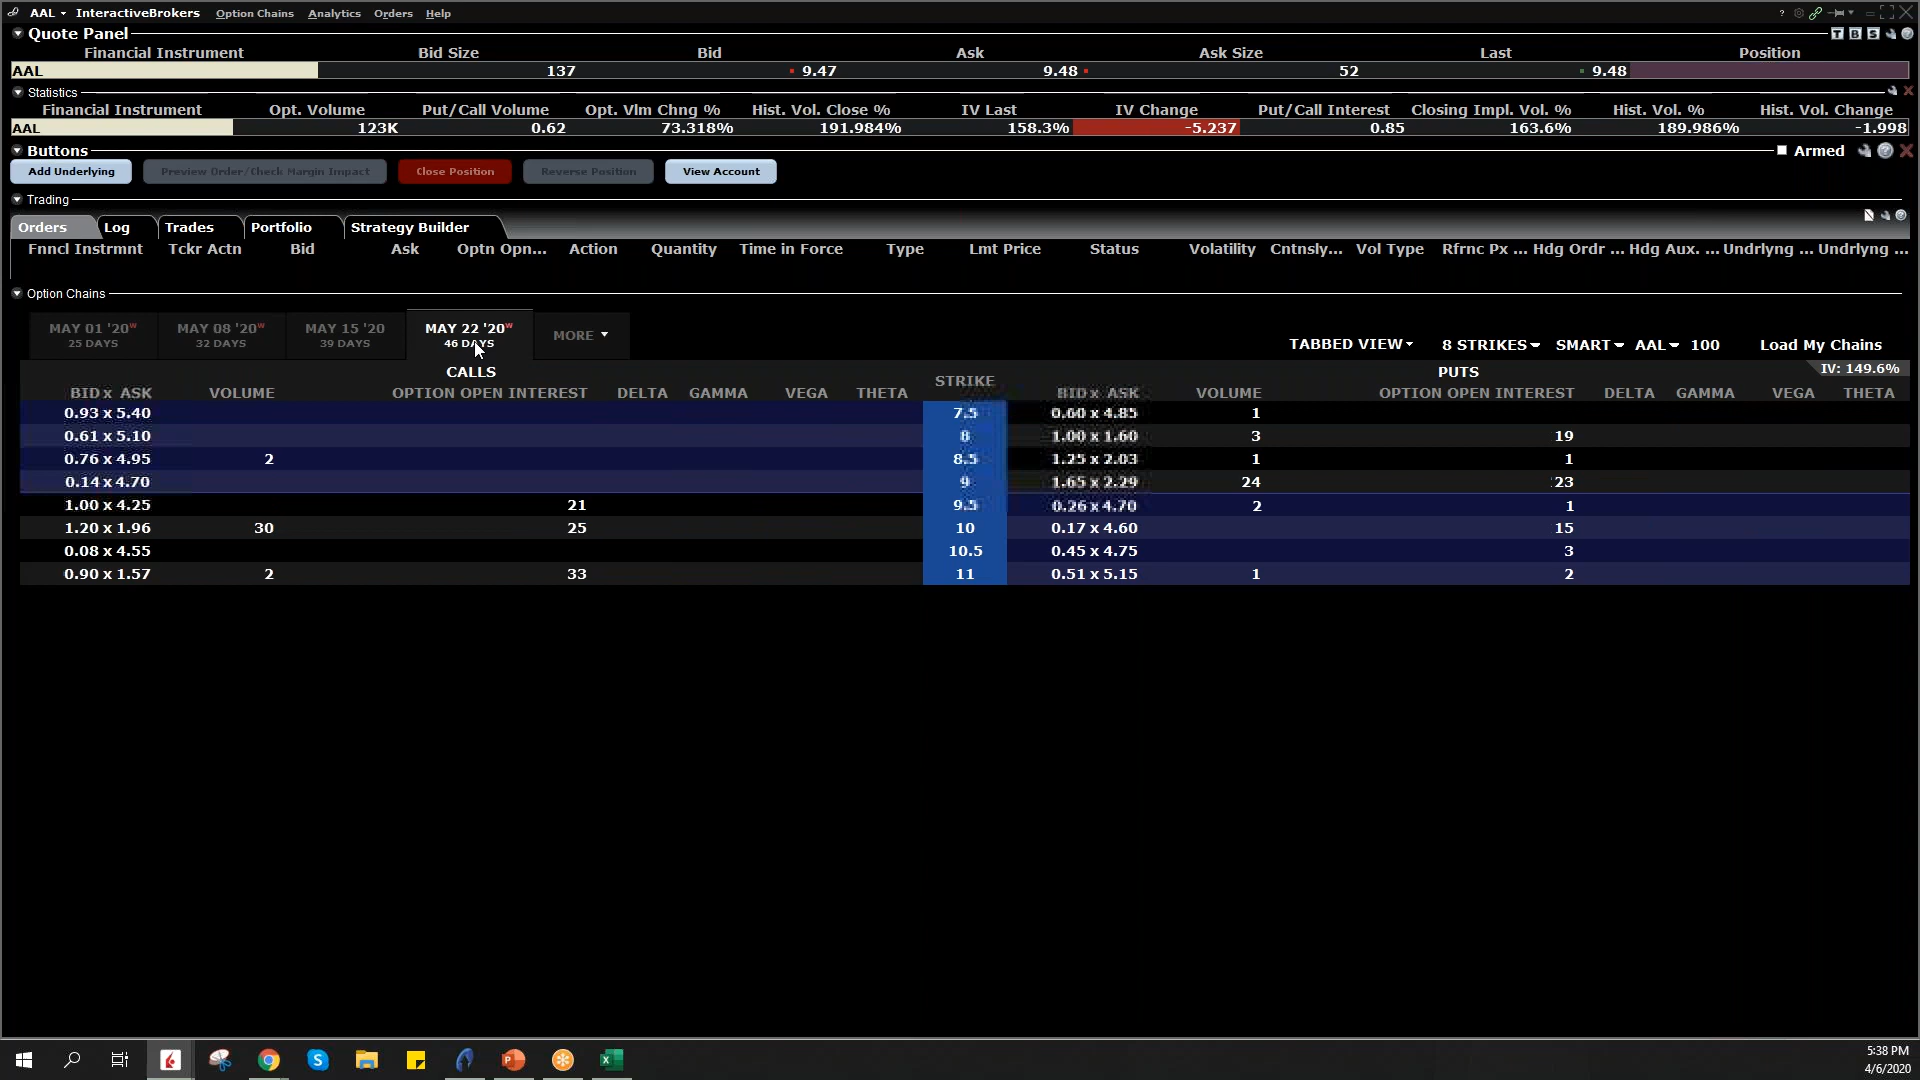 AAL InteractiveBrokers Option Chains Analytics Orders Help ?
Quote Panel T B S ?
Financial Instrument Bid Size Bid Ask Ask Size Last Position
AAL 137 9.47 9.48 52 9.48
Statistics
Financial Instrument Opt. Volume Put/Call Volume Opt. Vlm Chng % Hist. Vol. Close % IV Last IV Change Put/Call Interest Closing Impl. Vol. % Hist. Vol. % Hist. Vol. Change
AAL 123K 0.62 73.318% 191.984% 158.3% -5.237 0.85 163.6% 189.986% -1.998
Buttons Armed ?
Add Underlying Preview Order/Check Margin Impact Close Position Reverse Position View Account
Trading
Orders Log Trades Portfolio Strategy Builder ?
Fnncl Instrmnt Tckr Actn Bid Ask Optn Opn... Action Quantity Time in Force Type Lmt Price Status Volatility Cntnsly... Vol Type Rfrnc Px ... Hdg Ordr ... Hdg Aux. ... Undrlyng ... Undrlyng ...
Option Chains
MAY 01 '20W MAY 08 '20W MAY 15 '20 MAY 22 '20W MORE
25 DAYS 32 DAYS 39 DAYS 46 DAYS
TABBED VIEW 8 STRIKES SMART AAL 100 Load My Chains
CALLS STRIKE PUTS IV: 149.6%
BID x ASK VOLUME OPTION OPEN INTEREST DELTA GAMMA VEGA THETA BID x ASK VOLUME OPTION OPEN INTEREST DELTA GAMMA VEGA THETA
0.93 x 5.40 7.5 0.60 x 4.85 1
0.61 x 5.10 8 1.00 x 1.60 3 19
0.76 x 4.95 2 8.5 1.25 x 2.03 1 1
0.14 x 4.70 9 1.65 x 2.29 24 23
1.00 x 4.25 21 9.5 0.26 x 4.70 2 1
1.20 x 1.96 30 25 10 0.17 x 4.60 15
0.08 x 4.55 10.5 0.45 x 4.75 3
0.90 x 1.57 2 33 11 0.51 x 5.15 1 2
5:38 PM
4/6/2020